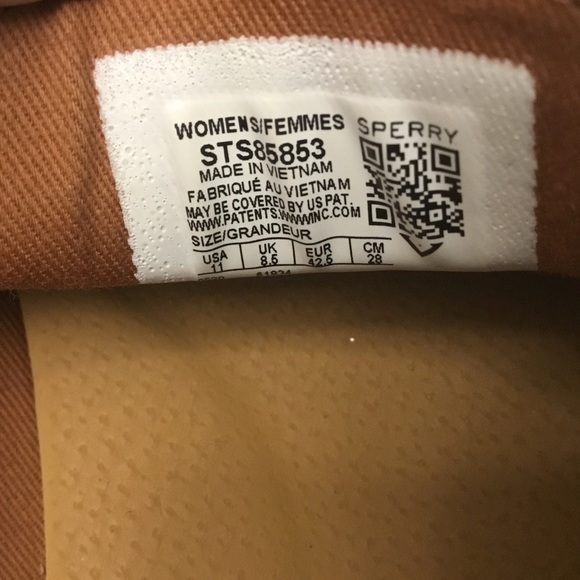 WOMENS/FEMMES SPERRY
STS85853
MADE IN VIETNAM
FABRIQUÉ AU VIETNAM
MAY BE COVERED BY US PAT.
WWW.PATENTS.WWWINC.COM
SIZE/GRANDEUR
USA UK EUR CM
11 8.5 42.5 28